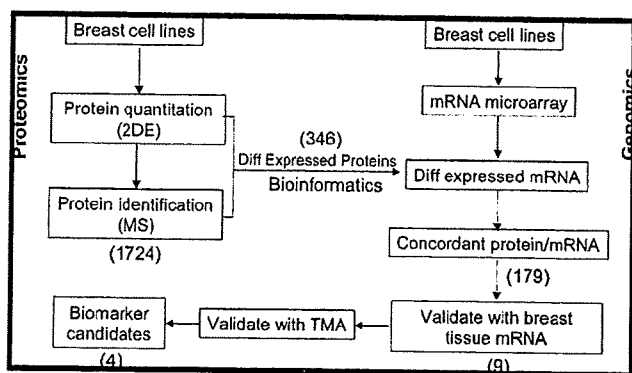 Proteomics
Breast cell lines
Protein quantitation
(2DE)
Protein identification
(MS)
(1724)
(346)
Diff Expressed Proteins
Bioinformatics
Genomics
Breast cell lines
mRNA microarray
Diff expressed mRNA
Concordant protein/mRNA
(179)
Validate with breast
tissue mRNA
(9)
Validate with TMA
Biomarker
candidates
(4)